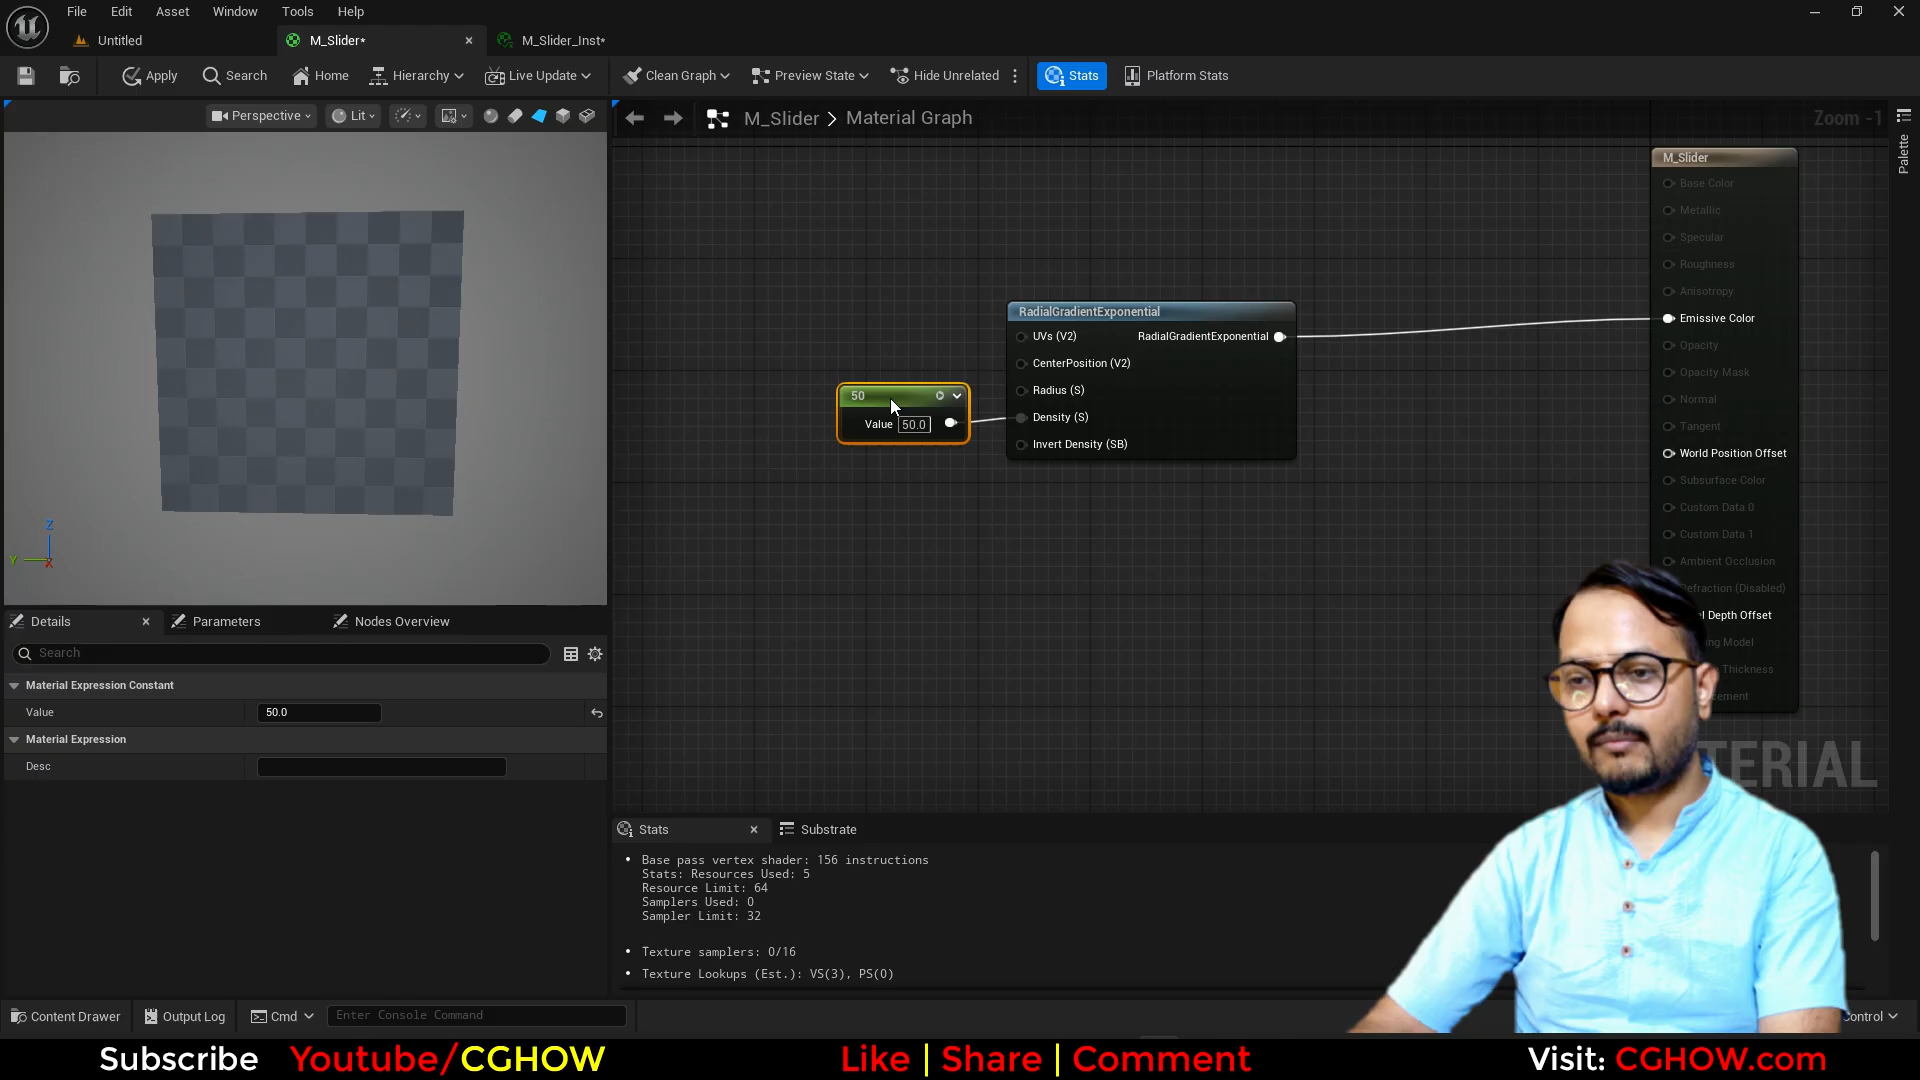 File Edit Asset Window Tools Help
Untitled M_Slider* M_Slider_Inst*
Apply Search Home Hierarchy Live Update Clean Graph Preview State Hide Unrelated Stats Platform Stats
Perspective Lit
M_Slider > Material Graph
Zoom -1
Palette
M_Slider
Base Color
Metallic
Specular
Roughness
Anisotropy
Emissive Color
Opacity
Opacity Mask
Normal
Tangent
World Position Offset
Subsurface Color
Custom Data 0
Custom Data 1
Ambient Occlusion
Refraction (Disabled)
Depth Offset
Model
Thickness
RadialGradientExponential
UVs (V2) RadialGradientExponential
CenterPosition (V2)
Radius (S)
Density (S)
Invert Density (SB)
50
Value 50.0
Z
Y
X
Details Parameters Nodes Overview
Search
Material Expression Constant
Value 50.0
Material Expression
Desc
Stats Substrate
• Base pass vertex shader: 156 instructions
Stats: Resources Used: 5
Resource Limit: 64
Samplers Used: 0
Sampler Limit: 32
• Texture samplers: 0/16
• Texture Lookups (Est.): VS(3), PS(0)
Content Drawer Output Log Cmd Enter Console Command
Subscribe Youtube/CGHOW Like | Share | Comment Visit: CGHOW.com